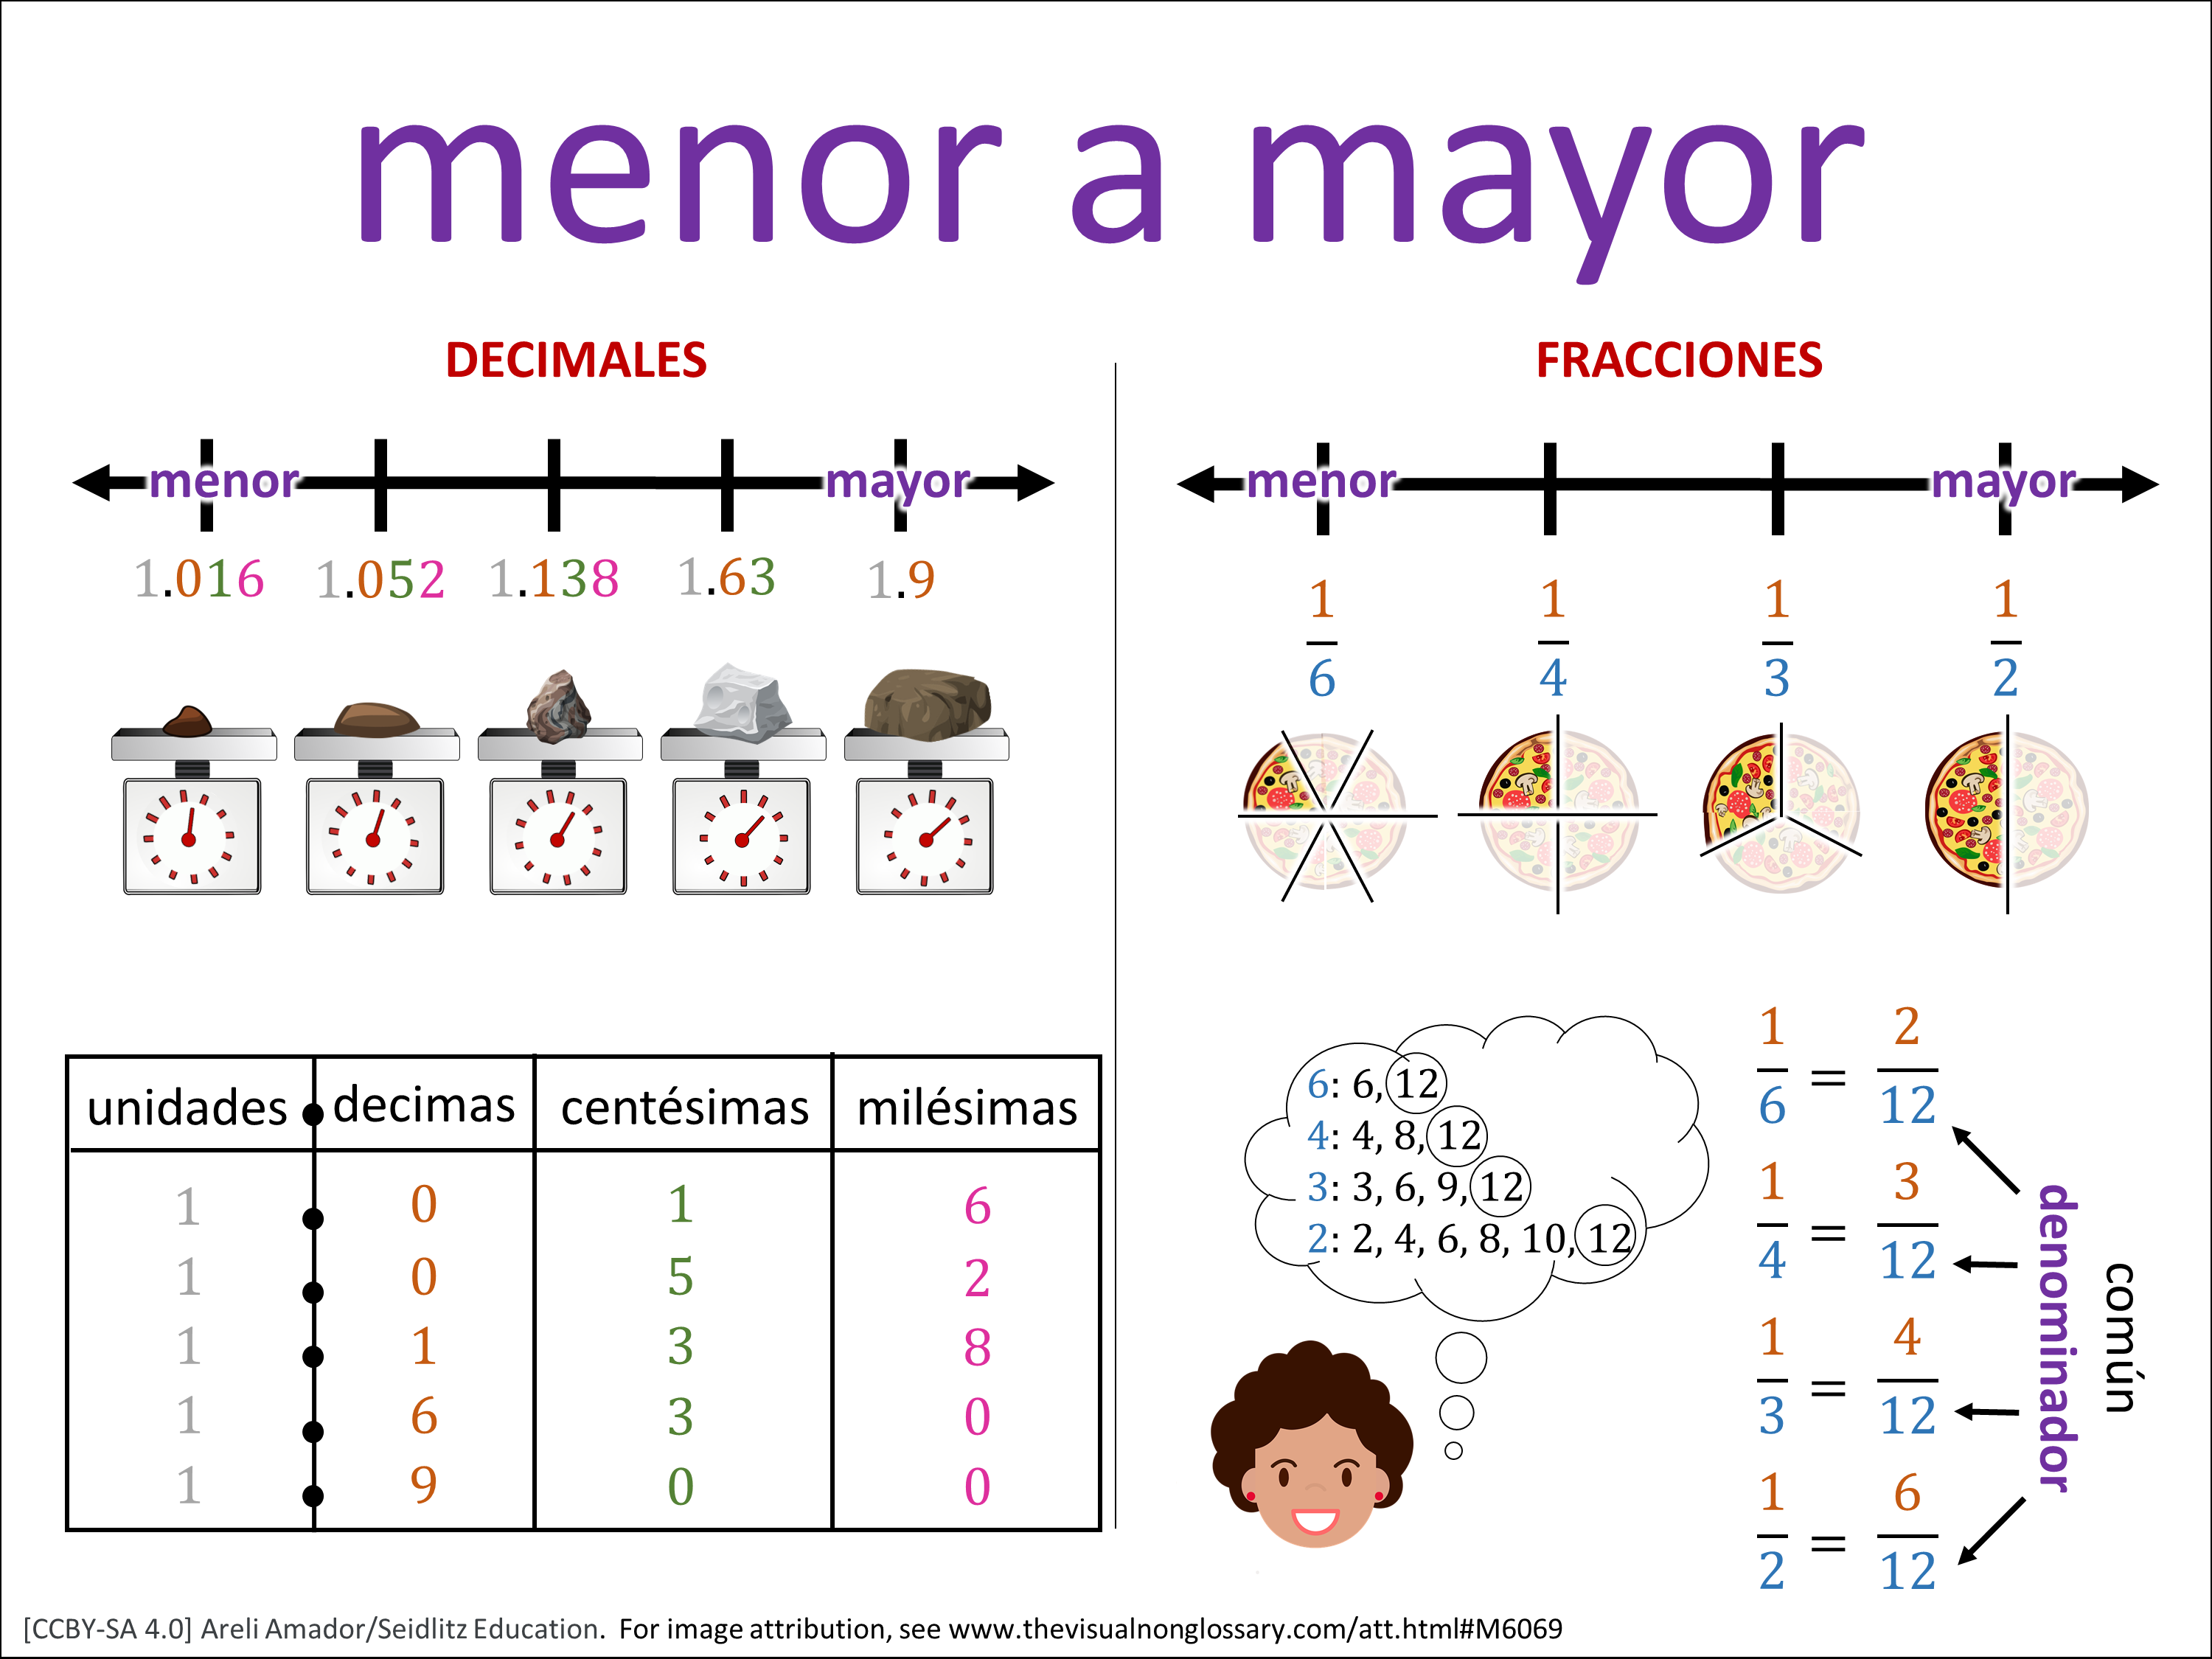 menor a mayor
DECIMALES
menor mayor
1.016 1.052 1.138 1.63 1.9
unidades decimas centésimas milésimas
1 . 0 1 6
1 . 0 5 2
1 . 1 3 8
1 . 6 3 0
1 . 9 0 0
FRACCIONES
menor mayor
1/6 1/4 1/3 1/2
6: 6, 12
4: 4, 8, 12
3: 3, 6, 9, 12
2: 2, 4, 6, 8, 10, 12
1/6 = 2/12
1/4 = 3/12
1/3 = 4/12
1/2 = 6/12
denominador
común
[CCBY-SA 4.0] Areli Amador/Seidlitz Education. For image attribution, see www.thevisualnonglossary.com/att.html#M6069